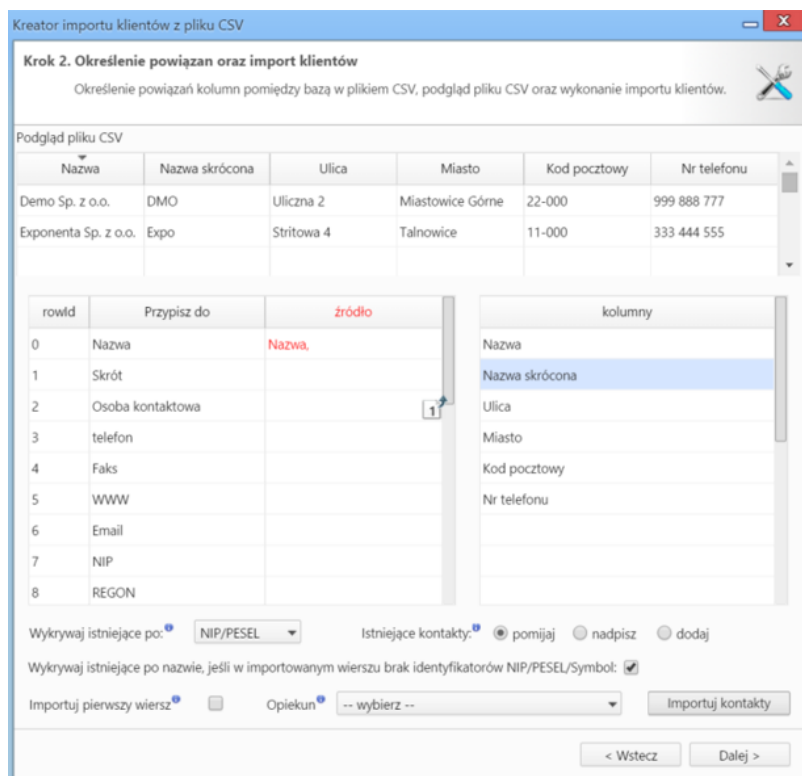 Kreator importu klientów z pliku CSV
Krok 2. Określenie powiązan oraz import klientów
Określenie powiązań kolumn pomiędzy bazą w plikiem CSV, podgląd pliku CSV oraz wykonanie importu klientów.
Podgląd pliku CSV
Nazwa Nazwa skrócona Ulica Miasto Kod pocztowy Nr telefonu
Demo Sp. z o.o. DMO Uliczna 2 Miastowice Górne 22-000 999 888 777
Exponenta Sp. z o.o. Expo Stritowa 4 Talnowice 11-000 333 444 555
rowId Przypisz do źródło kolumny
0 Nazwa Nazwa, Nazwa
1 Skrót Nazwa skrócona
2 Osoba kontaktowa 1 Ulica
3 telefon Miasto
4 Faks Kod pocztowy
5 WWW Nr telefonu
6 Email
7 NIP
8 REGON
Wykrywaj istniejące po: NIP/PESEL Istniejące kontakty: pomijaj nadpisz dodaj
Wykrywaj istniejące po nazwie, jeśli w importowanym wierszu brak identyfikatorów NIP/PESEL/Symbol:
Importuj pierwszy wiersz Opiekun -- wybierz -- Importuj kontakty
< Wstecz Dalej >